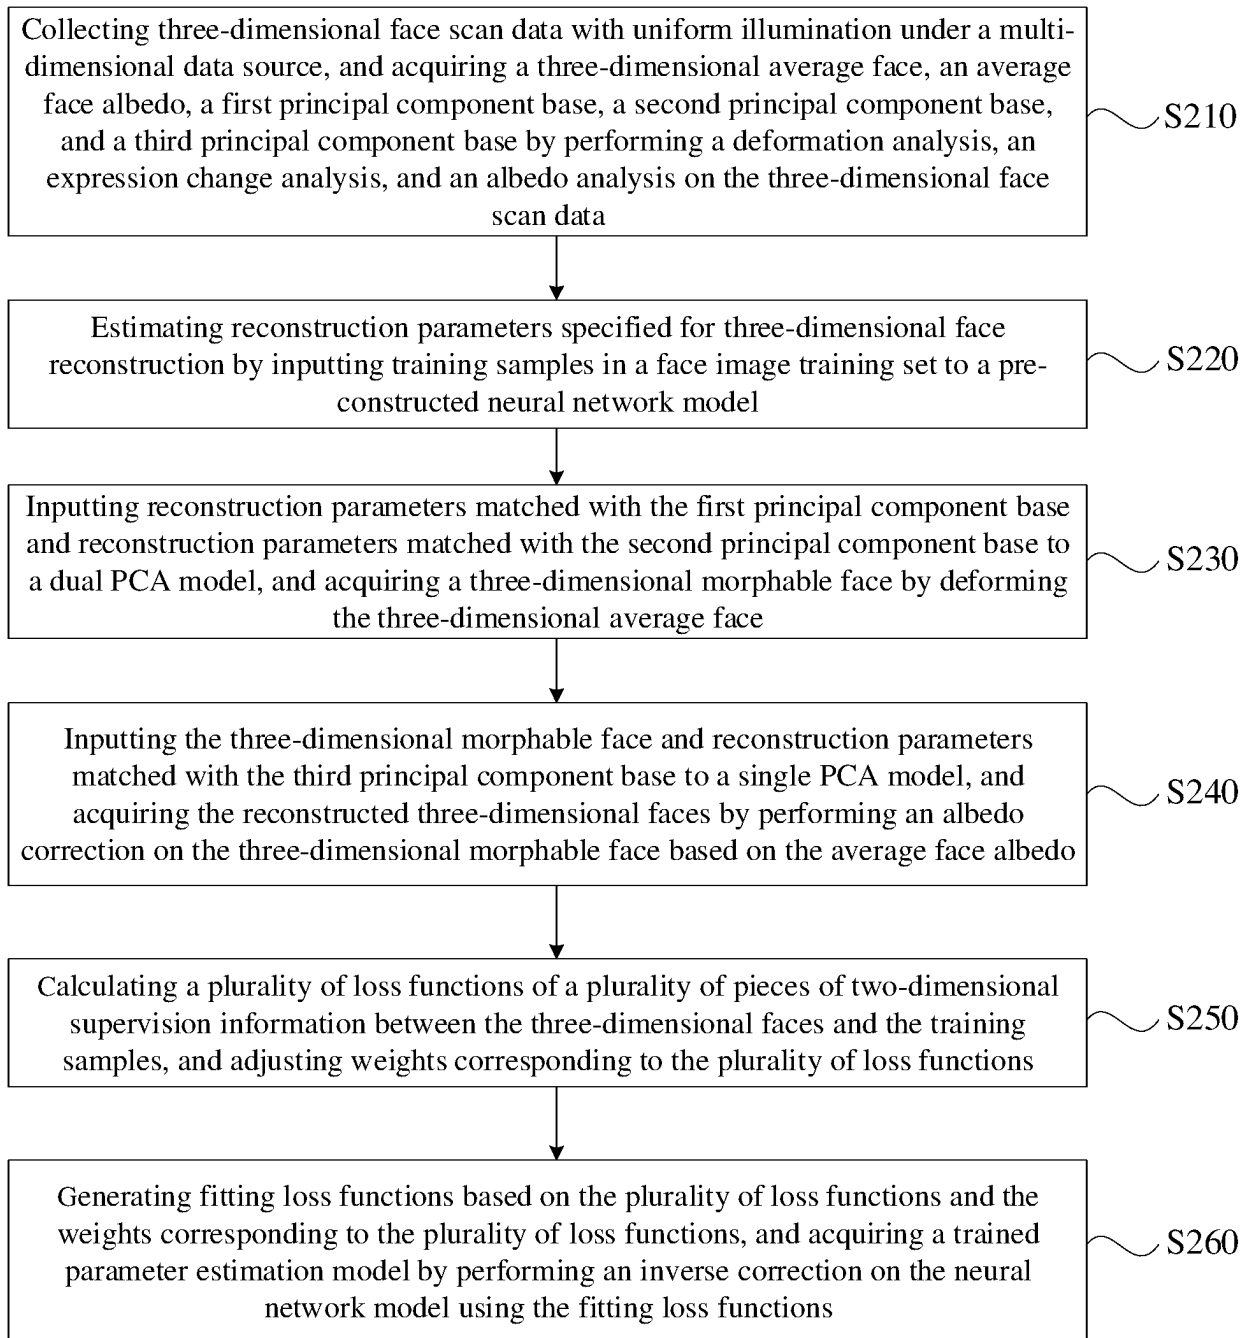 Collecting three-dimensional face scan data with uniform illumination under a multi-
dimensional data source, and acquiring a three-dimensional average face, an average
face albedo, a first principal component base, a second principal component base,
and a third principal component base by performing a deformation analysis, an
expression change analysis, and an albedo analysis on the three-dimensional face
scan data
S210
Estimating reconstruction parameters specified for three-dimensional face
reconstruction by inputting training samples in a face image training set to a pre-
constructed neural network model
S220
Inputting reconstruction parameters matched with the first principal component base
and reconstruction parameters matched with the second principal component base to
a dual PCA model, and acquiring a three-dimensional morphable face by deforming
the three-dimensional average face
S230
Inputting the three-dimensional morphable face and reconstruction parameters
matched with the third principal component base to a single PCA model, and
acquiring the reconstructed three-dimensional faces by performing an albedo
correction on the three-dimensional morphable face based on the average face albedo
S240
Calculating a plurality of loss functions of a plurality of pieces of two-dimensional
supervision information between the three-dimensional faces and the training
samples, and adjusting weights corresponding to the plurality of loss functions
S250
Generating fitting loss functions based on the plurality of loss functions and the
weights corresponding to the plurality of loss functions, and acquiring a trained
parameter estimation model by performing an inverse correction on the neural
network model using the fitting loss functions
S260